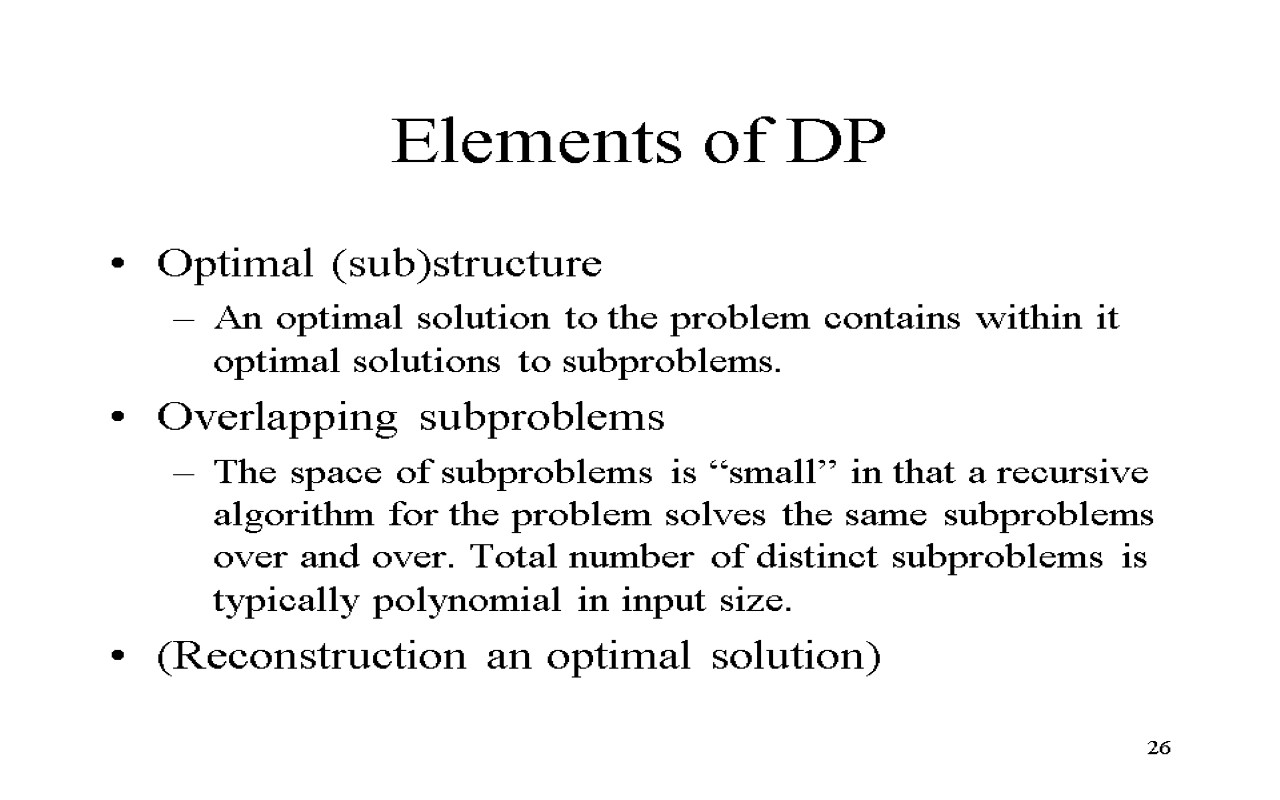 Elements of DP
• Optimal (sub)structure
– An optimal solution to the problem contains within it
optimal solutions to subproblems.
• Overlapping subproblems
– The space of subproblems is “small” in that a recursive
algorithm for the problem solves the same subproblems
over and over. Total number of distinct subproblems is
typically polynomial in input size.
• (Reconstruction an optimal solution)
26